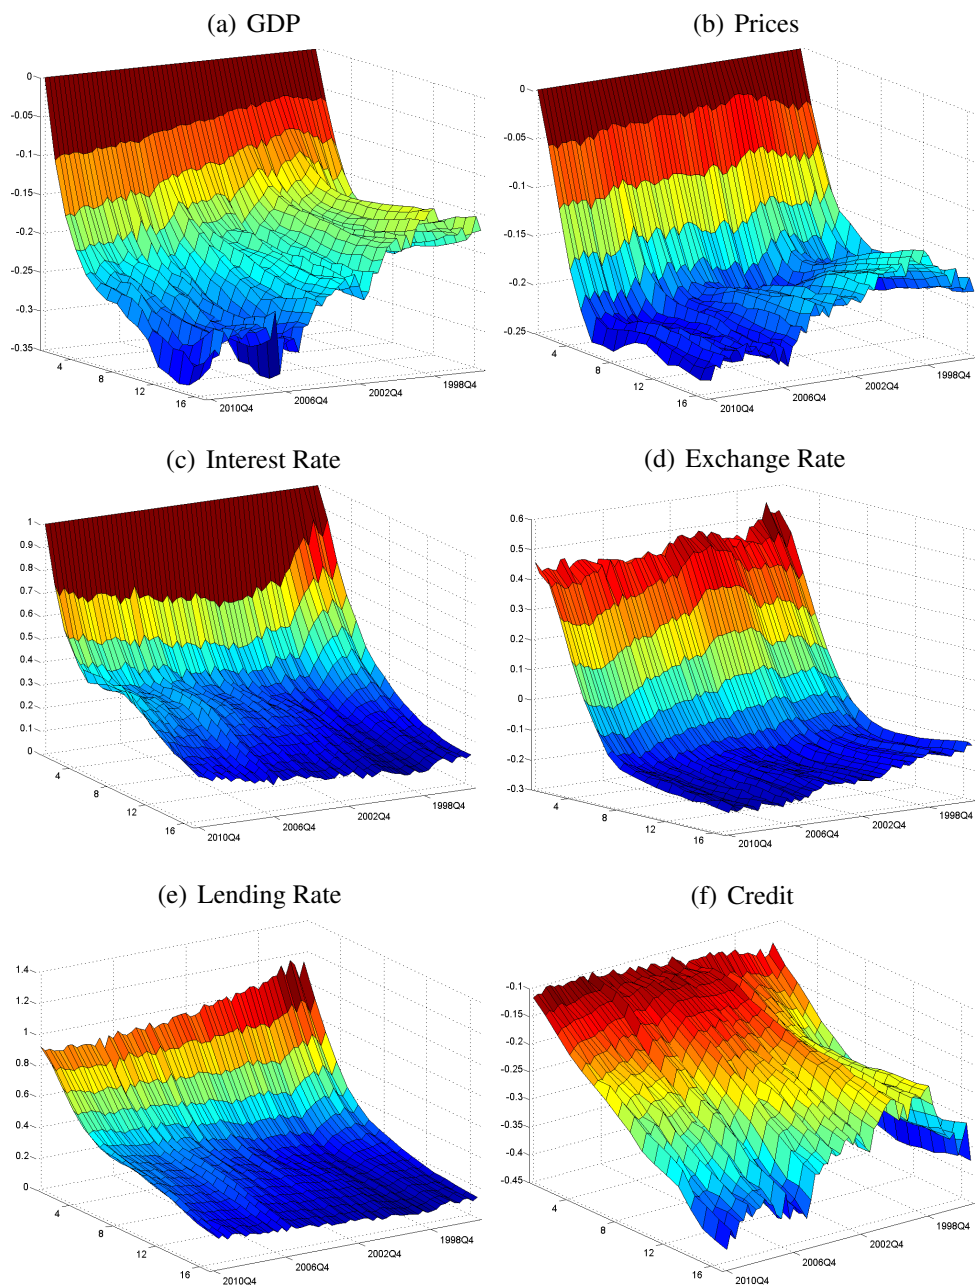 (a) GDP
(b) Prices
0
-0.05
-0.1
-0.15
-0.2
-0.25
-0.3
-0.35
4
8
12
16
2010Q4
2006Q4
2002Q4
1998Q4
0
-0.05
-0.1
-0.15
-0.2
-0.25
4
8
12
16
2010Q4
2006Q4
2002Q4
1998Q4
(c) Interest Rate
(d) Exchange Rate
1
0.9
0.8
0.7
0.6
0.5
0.4
0.3
0.2
0.1
0
4
8
12
16
2010Q4
2006Q4
2002Q4
1998Q4
0.6
0.5
0.4
0.3
0.2
0.1
0
-0.1
-0.2
-0.3
4
8
12
16
2010Q4
2006Q4
2002Q4
1998Q4
(e) Lending Rate
(f) Credit
1.4
1.2
1
0.8
0.6
0.4
0.2
0
4
8
12
16
2010Q4
2006Q4
2002Q4
1998Q4
-0.1
-0.15
-0.2
-0.25
-0.3
-0.35
-0.4
-0.45
4
8
12
16
2010Q4
2006Q4
2002Q4
1998Q4